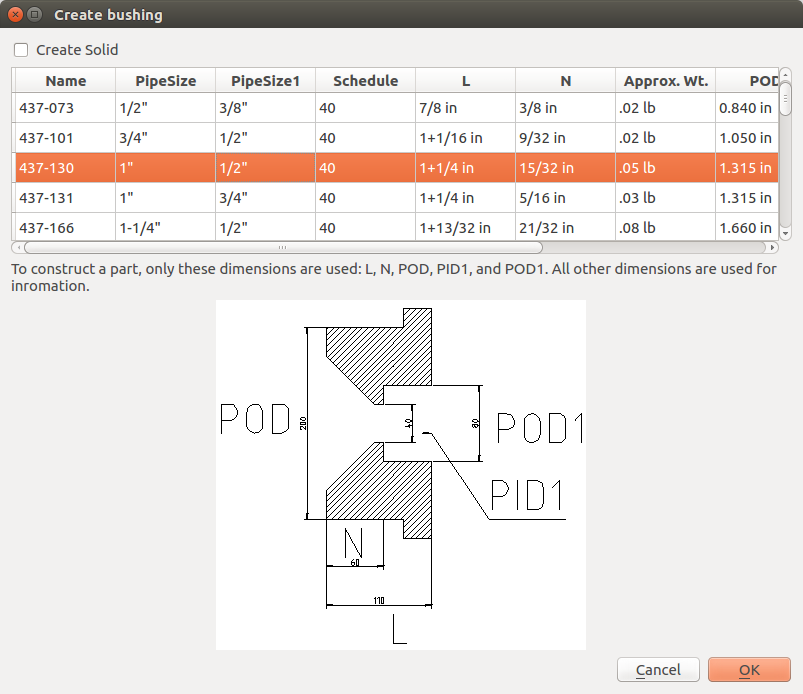 Create bushing
Create Solid
Name PipeSize PipeSize1 Schedule L N Approx. Wt. POD
437-073 1/2" 3/8" 40 7/8 in 3/8 in .02 lb 0.840 in
437-101 3/4" 1/2" 40 1+1/16 in 9/32 in .02 lb 1.050 in
437-130 1" 1/2" 40 1+1/4 in 15/32 in .05 lb 1.315 in
437-131 1" 3/4" 40 1+1/4 in 5/16 in .03 lb 1.315 in
437-166 1-1/4" 1/2" 40 1+13/32 in 21/32 in .08 lb 1.660 in
To construct a part, only these dimensions are used: L, N, POD, PID1, and POD1. All other dimensions are used for
inromation.
POD 200 40 80 POD1
PID1
N
60
110
L
Cancel OK